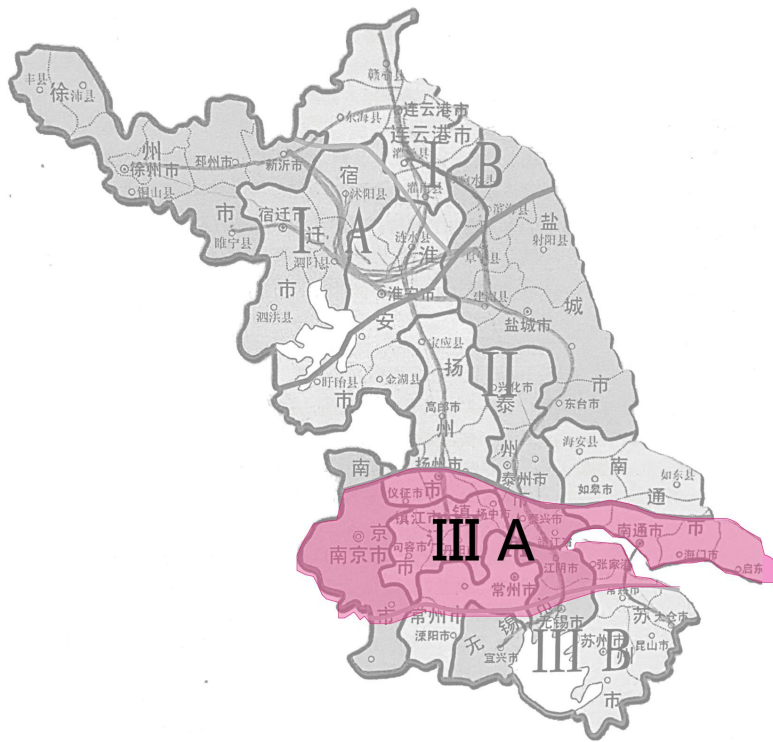 赣榆县
丰县
沛县
徐
东海县
连云港市
连云港市
州
徐州市
邳州市
新沂市
灌云县
I B
铜山县
宿
沭阳县
灌南县
响水县
市
宿迁市
迁
I A
滨海县
盐
睢宁县
涟水县
淮
射阳县
泗阳县
阜宁县
市
淮安市
建湖县
城
泗洪县
安
盐城市
宝应县
扬
II
盱眙县
金湖县
兴化市
市
市
泰
高邮市
东台市
州
州
海安县
南
扬州市
泰州市
南
如东县
如皋市
通
仪征市
市
市
镇
扬中市
泰兴市
市
镇江市
京
南京市
III A
南通市
句容市
丹阳市
靖江市
海门市
市
江阴市
张家港
启东
常州市
常熟市
市
常州市
无锡市
苏
太仓市
溧阳市
无
锡
苏州市
昆山市
宜兴市
III B
州
市